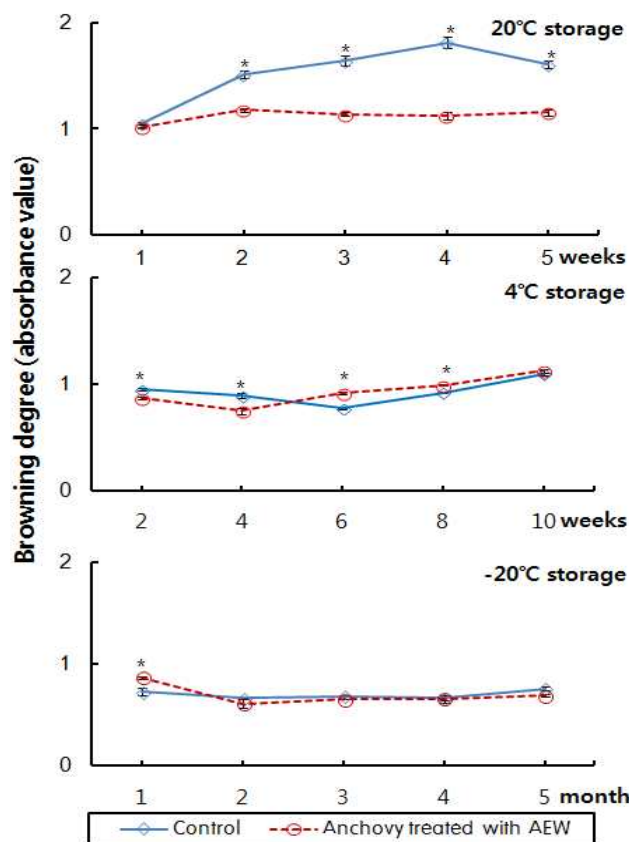 Browning degree (absorbance value)
20℃ storage
2
*
*
*
*
1
0
1 2 3 4 5 weeks
4℃ storage
2
*
*
*
*
1
0
2 4 6 8 10 weeks
-20℃ storage
2
*
1
0
1 2 3 4 5 month
Control Anchovy treated with AEW